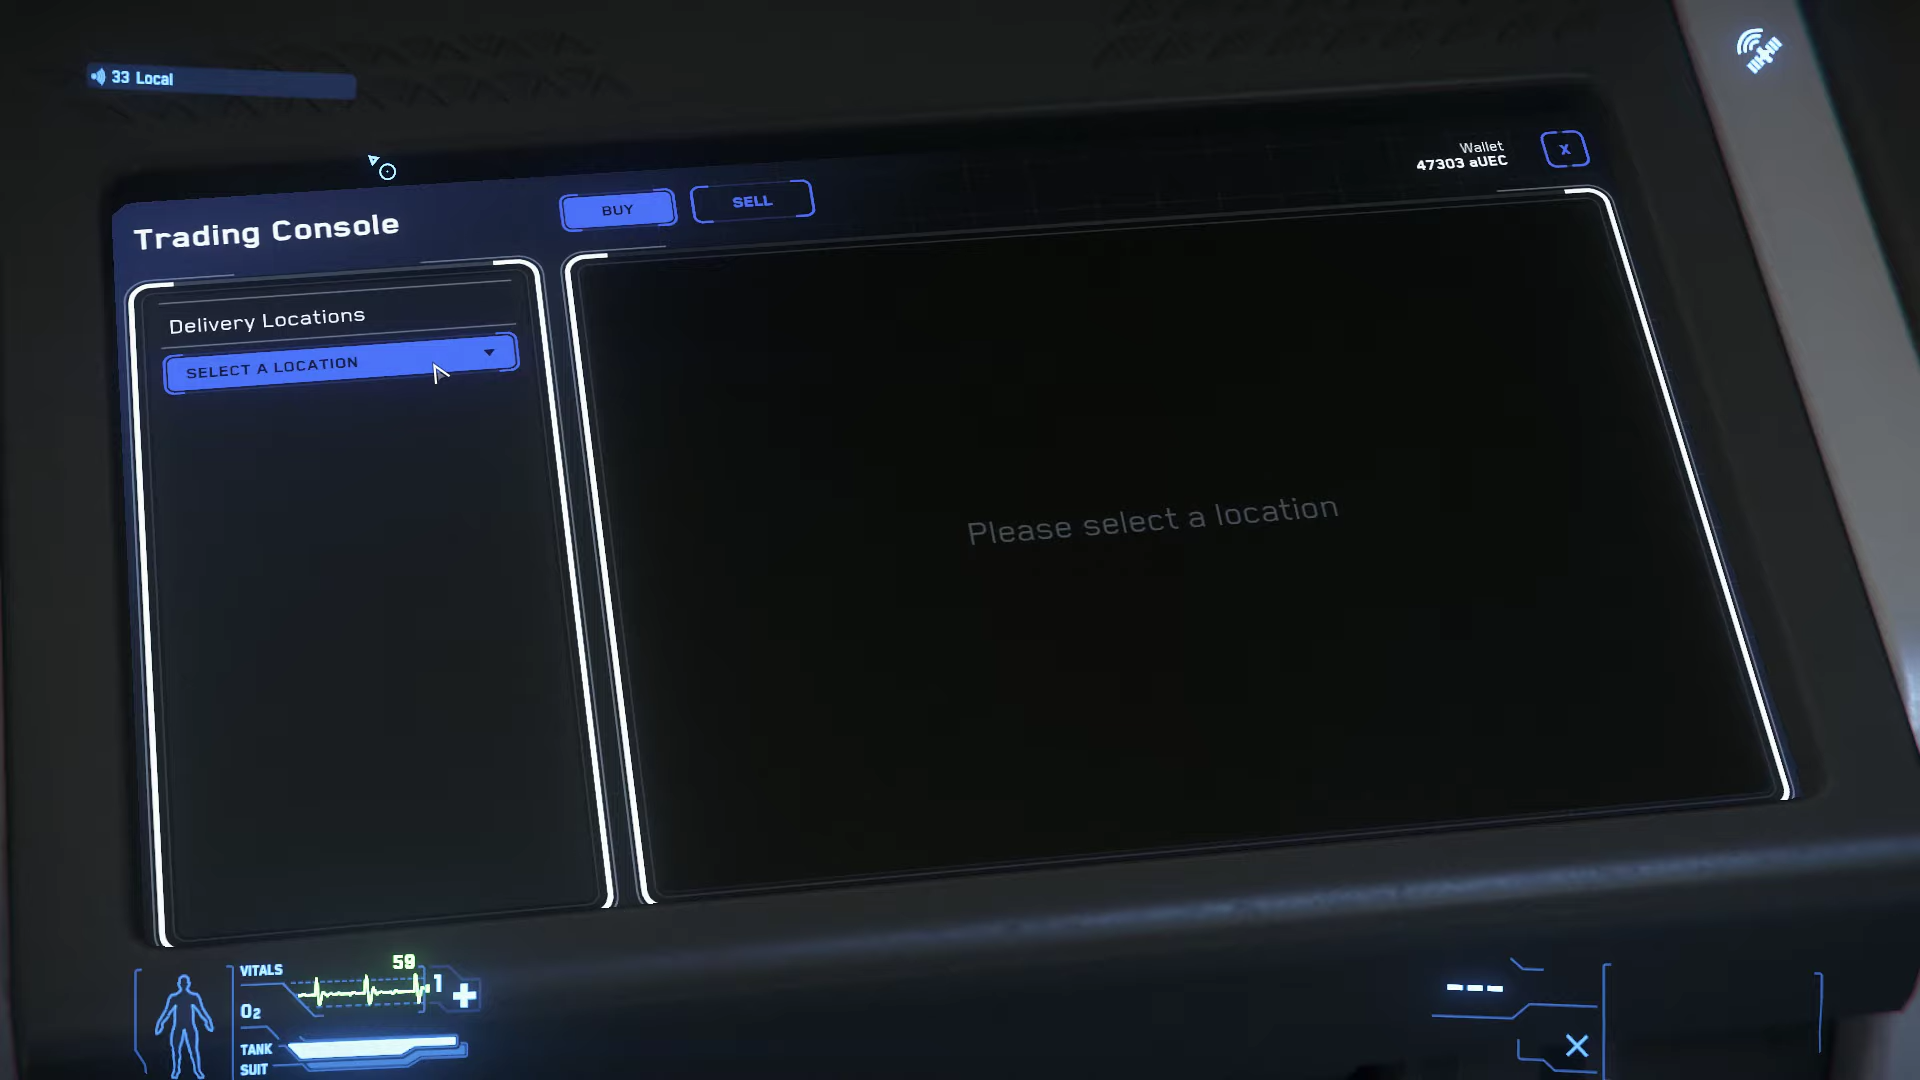 33 Local
Wallet
47303 aUEC
X
Trading Console
BUY
SELL
Delivery Locations
SELECT A LOCATION
Please select a location
VITALS
59
1
O2
TANK
SUIT